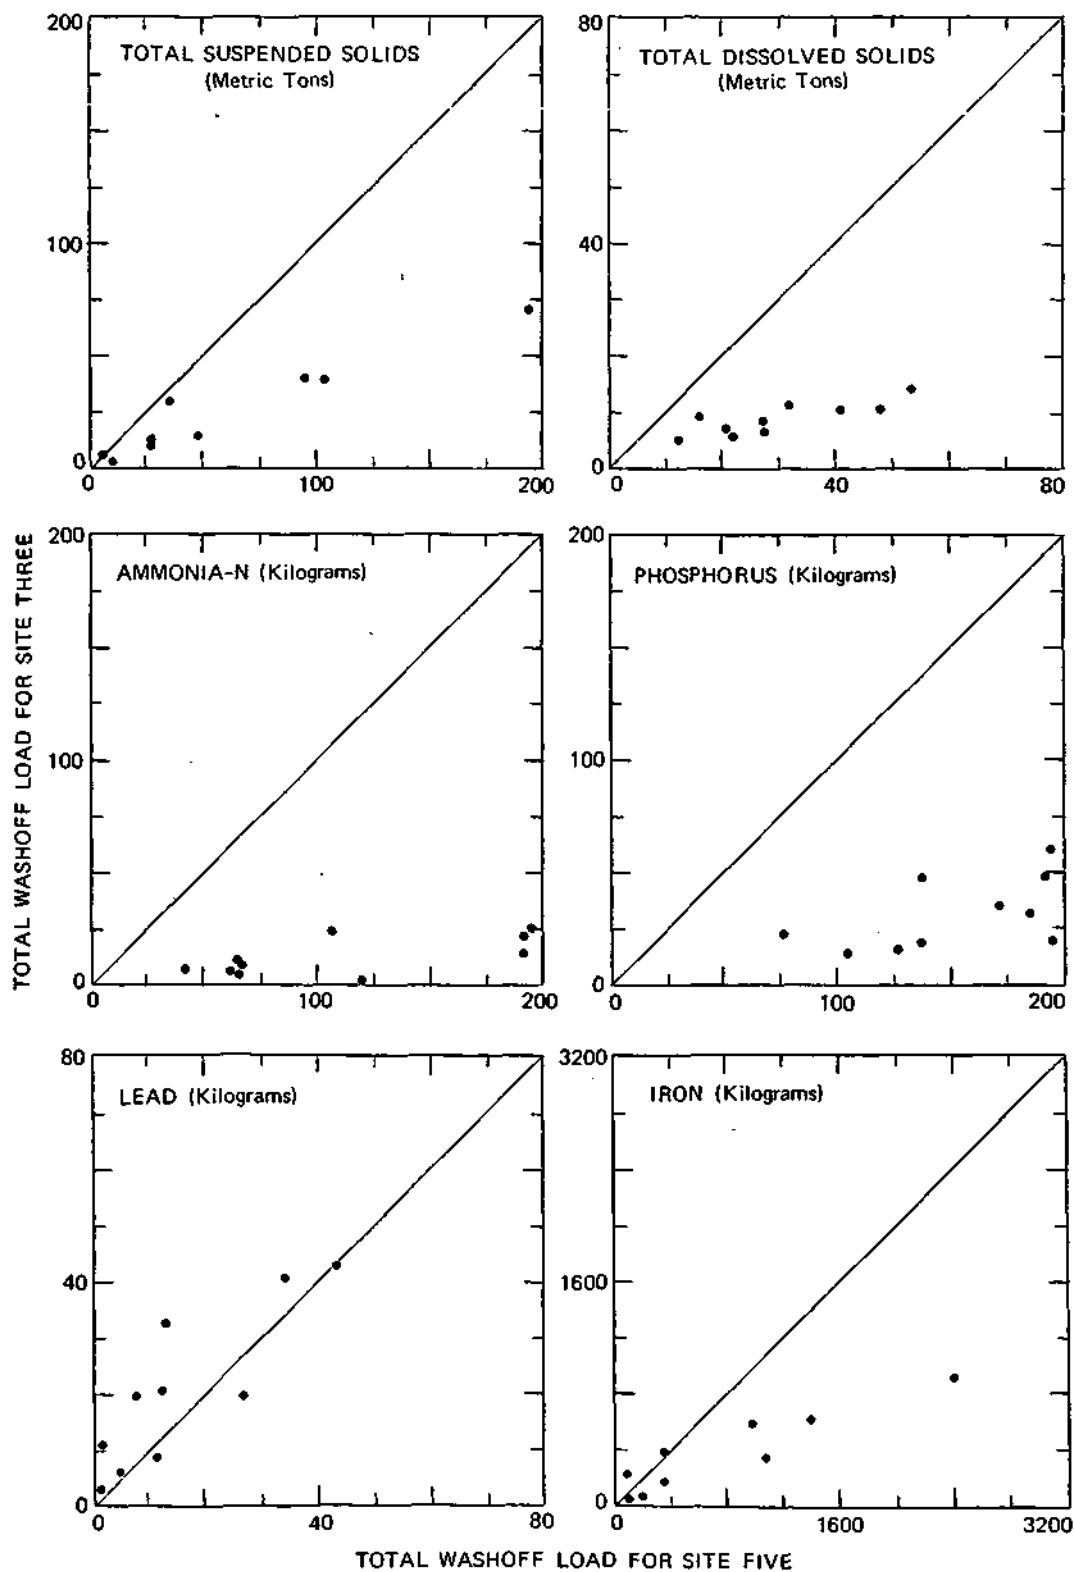 200
TOTAL SUSPENDED SOLIDS
(Metric Tons)
100
0
0 100 200
80
TOTAL DISSOLVED SOLIDS
(Metric Tons)
40
0
0 40 80
TOTAL WASHOFF LOAD FOR SITE THREE
200
AMMONIA-N (Kilograms)
100
0
0 100 200
200
PHOSPHORUS (Kilograms)
100
0
0 100 200
80
LEAD (Kilograms)
40
0
0 40 80
3200
IRON (Kilograms)
1600
0
0 1600 3200
TOTAL WASHOFF LOAD FOR SITE FIVE